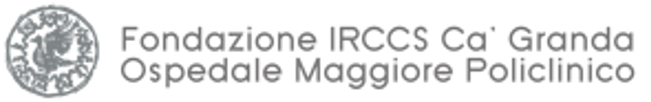 Fondazione IRCCS Ca' Granda
Ospedale Maggiore Policlinico